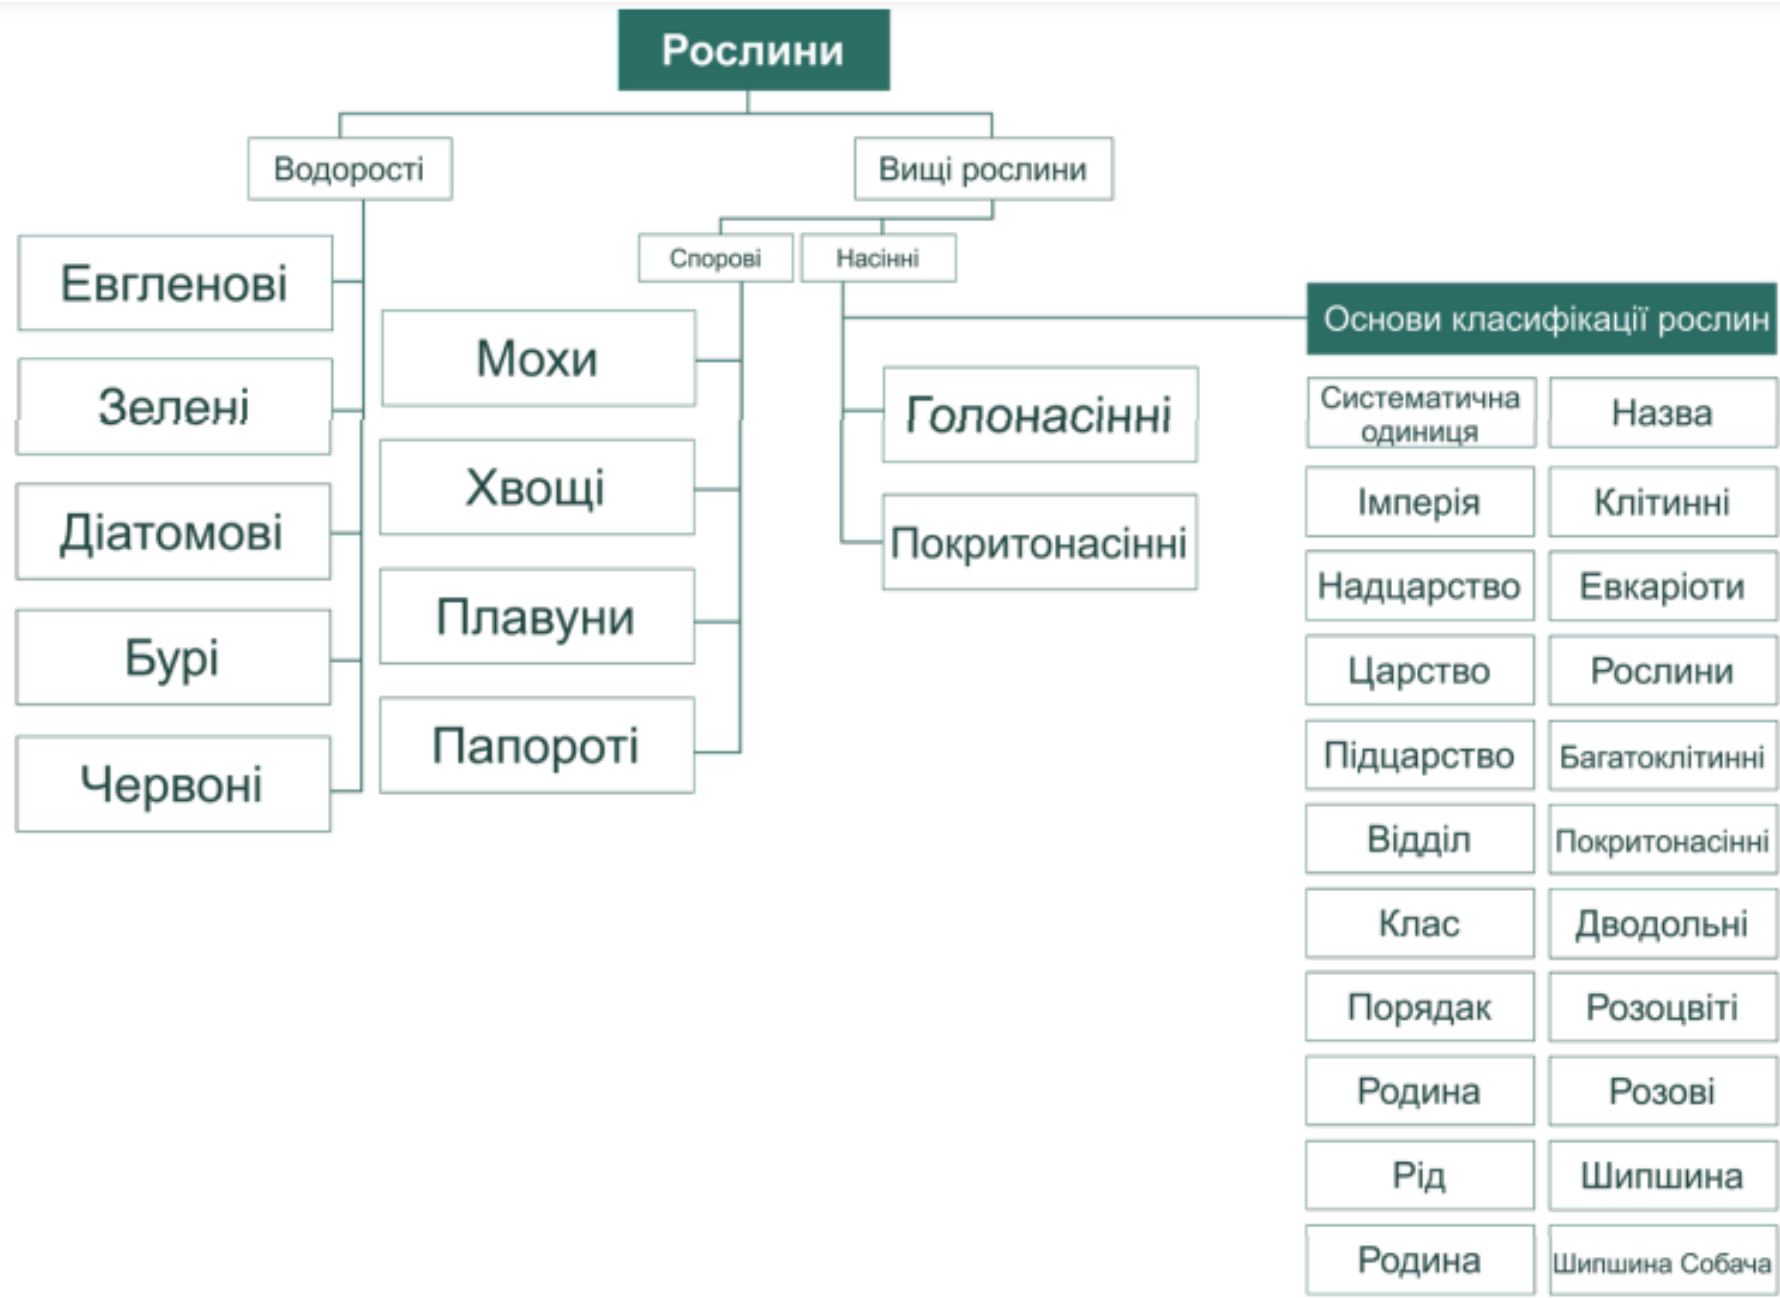 Рослини
Водорості
Вищі рослини
Спорові
Насінні
Евгленові
Зелені
Діатомові
Бурі
Червоні
Мохи
Хвощі
Плавуни
Папороті
Голонасінні
Покритонасінні
Основи класифікації рослин
Систематична
одиниця
Назва
Імперія
Клітинні
Надцарство
Евкаріоти
Царство
Рослини
Підцарство
Багатоклітинні
Відділ
Покритонасінні
Клас
Дводольні
Порядак
Розоцвіті
Родина
Розові
Рід
Шипшина
Родина
Шипшина Собача